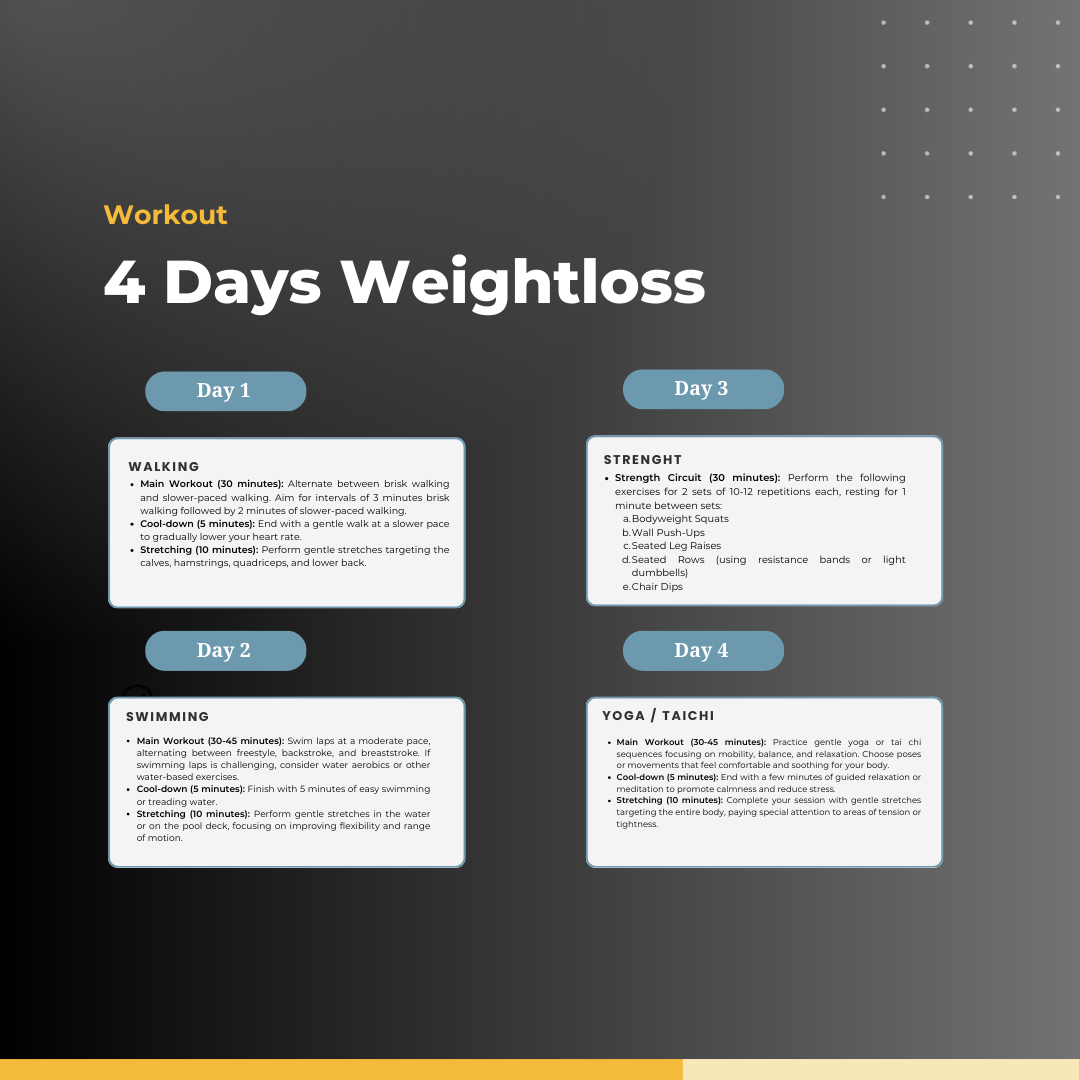 Workout
4 Days Weightloss
Day 1
WALKING
• Main Workout (30 minutes): Alternate between brisk walking
and slower-paced walking. Aim for intervals of 3 minutes brisk
walking followed by 2 minutes of slower-paced walking.
• Cool-down (5 minutes): End with a gentle walk at a slower pace
to gradually lower your heart rate.
• Stretching (10 minutes): Perform gentle stretches targeting the
calves, hamstrings, quadriceps, and lower back.
Day 2
SWIMMING
• Main Workout (30-45 minutes): Swim laps at a moderate pace,
alternating between freestyle, backstroke, and breaststroke. If
swimming laps is challenging, consider water aerobics or other
water-based exercises.
• Cool-down (5 minutes): Finish with 5 minutes of easy swimming
or treading water.
• Stretching (10 minutes): Perform gentle stretches in the water
or on the pool deck, focusing on improving flexibility and range
of motion.
Day 3
STRENGHT
• Strength Circuit (30 minutes): Perform the following
exercises for 2 sets of 10-12 repetitions each, resting for 1
minute between sets:
a. Bodyweight Squats
b. Wall Push-Ups
c. Seated Leg Raises
d. Seated Rows (using resistance bands or light
dumbbells)
e. Chair Dips
Day 4
YOGA / TAICHI
• Main Workout (30-45 minutes): Practice gentle yoga or tai chi
sequences focusing on mobility, balance, and relaxation. Choose poses
or movements that feel comfortable and soothing for your body.
• Cool-down (5 minutes): End with a few minutes of guided relaxation or
meditation to promote calmness and reduce stress.
• Stretching (10 minutes): Complete your session with gentle stretches
targeting the entire body, paying special attention to areas of tension or
tightness.